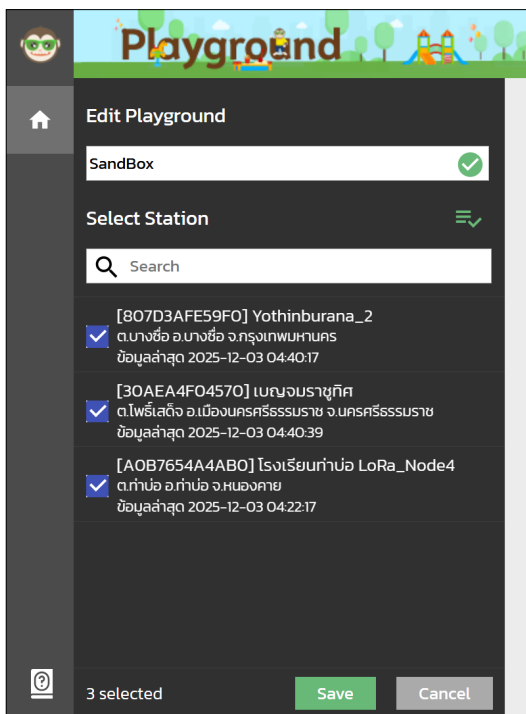 Playground
Edit Playground
SandBox
Select Station
Search
[807D3AFE59F0] Yothinburana_2
ต.บางซื่อ อ.บางซื่อ จ.กรุงเทพมหานคร
ข้อมูลล่าสุด 2025-12-03 04:40:17
[30AEA4F04570] เบญจมราชูทิศ
ต.โพธิ์เสด็จ อ.เมืองนครศรีธรรมราช จ.นครศรีธรรมราช
ข้อมูลล่าสุด 2025-12-03 04:40:39
[A0B7654A4AB0] โรงเรียนท่าบ่อ LoRa_Node4
ต.ท่าบ่อ อ.ท่าบ่อ จ.หนองคาย
ข้อมูลล่าสุด 2025-12-03 04:22:17
3 selected
Save
Cancel